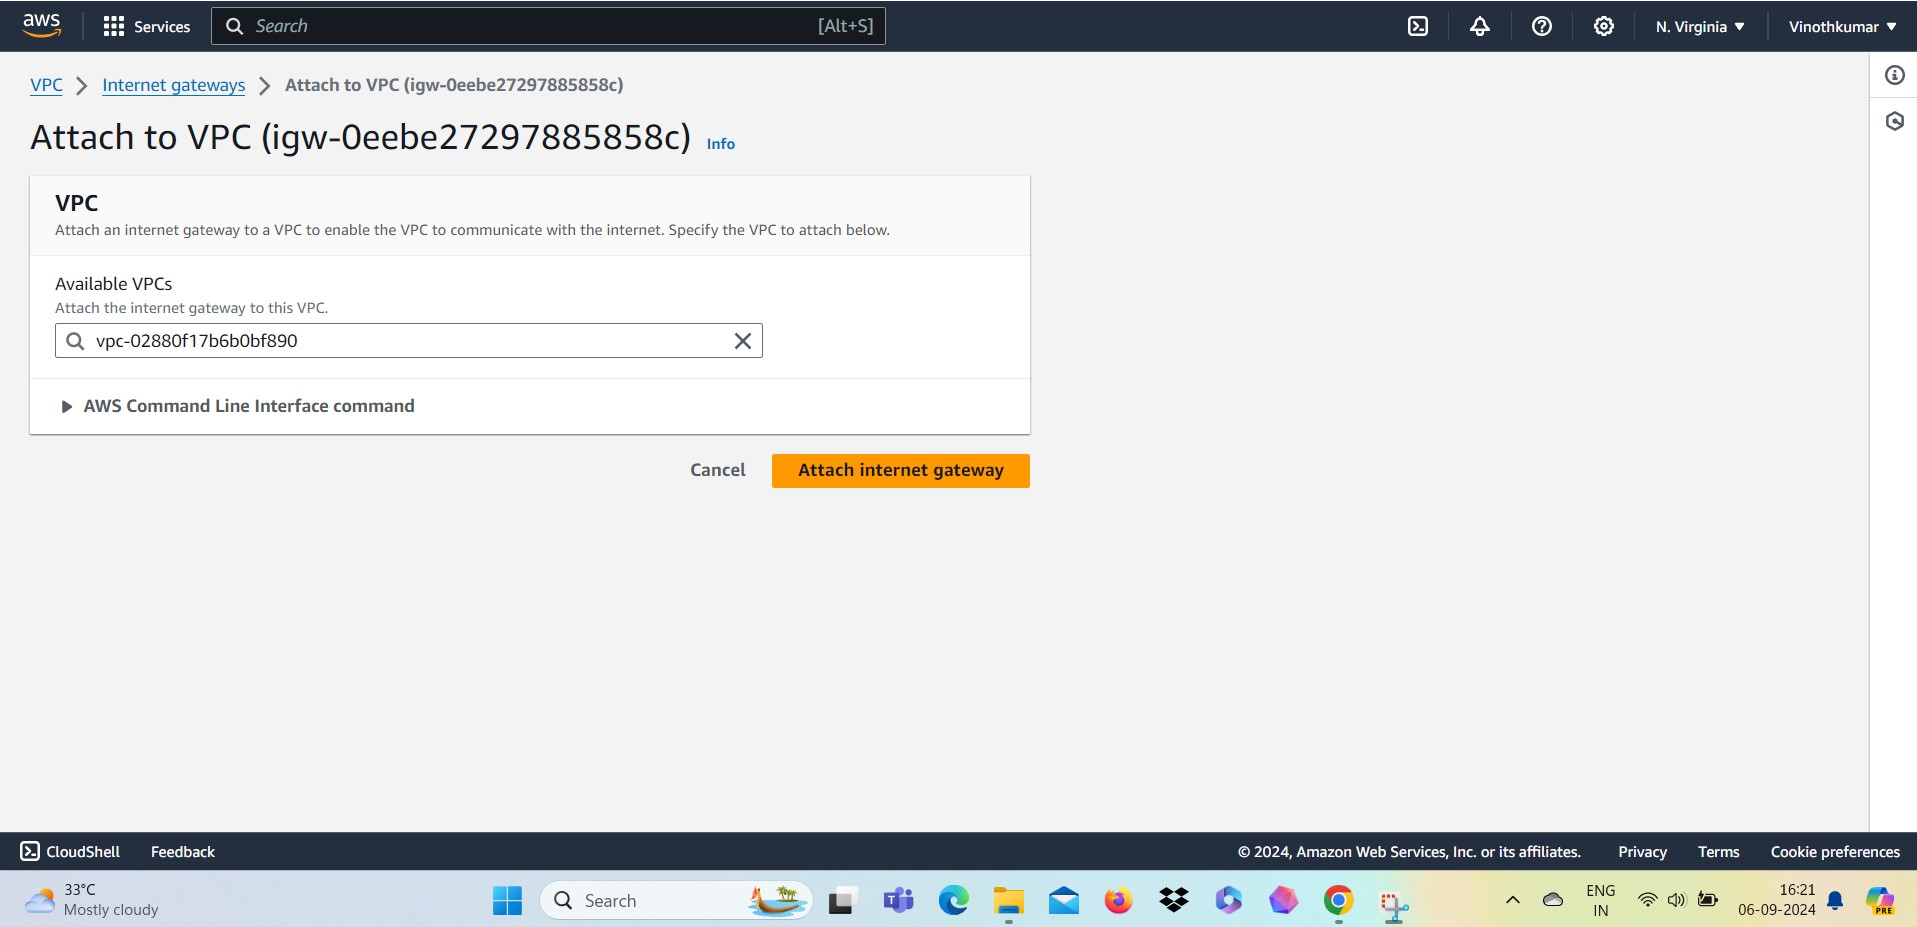 aws
Services
Search [Alt+S]
N. Virginia
Vinothkumar
VPC
Internet gateways
Attach to VPC (igw-0eebe27297885858c)
Attach to VPC (igw-0eebe27297885858c) Info
VPC
Attach an internet gateway to a VPC to enable the VPC to communicate with the internet. Specify the VPC to attach below.
Available VPCs
Attach the internet gateway to this VPC.
vpc-02880f17b6b0bf890
AWS Command Line Interface command
Cancel
Attach internet gateway
CloudShell
Feedback
© 2024, Amazon Web Services, Inc. or its affiliates.
Privacy
Terms
Cookie preferences
33°C
Mostly cloudy
Search
ENG
IN
16:21
06-09-2024
PRE